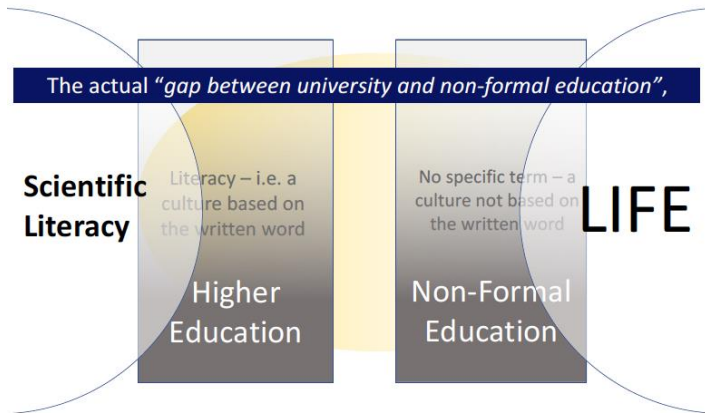 The actual “gap between university and non-formal education”,
Scientific
Literacy
Literacy – i.e. a
culture based on
the written word
Higher
Education
No specific term – a
culture not based on
the written word
Non-Formal
Education
LIFE